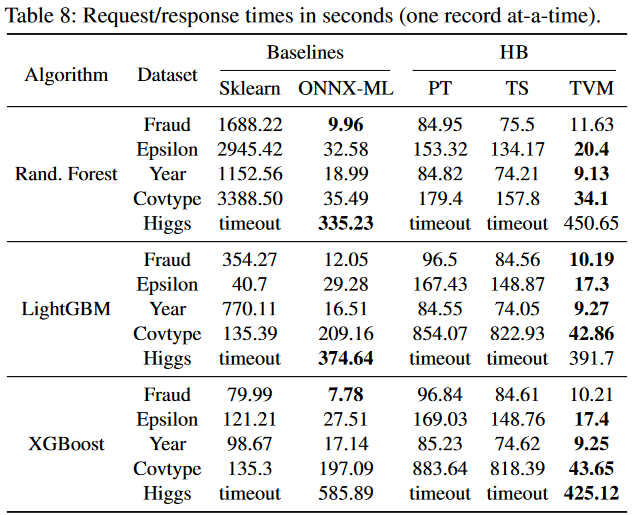 Table 8: Request/response times in seconds (one record at-a-time).
Algorithm Dataset Baselines HB
Sklearn ONNX-ML PT TS TVM
Rand. Forest
Fraud 1688.22 9.96 84.95 75.5 11.63
Epsilon 2945.42 32.58 153.32 134.17 20.4
Year 1152.56 18.99 84.82 74.21 9.13
Covtype 3388.50 35.49 179.4 157.8 34.1
Higgs timeout 335.23 timeout timeout 450.65
LightGBM
Fraud 354.27 12.05 96.5 84.56 10.19
Epsilon 40.7 29.28 167.43 148.87 17.3
Year 770.11 16.51 84.55 74.05 9.27
Covtype 135.39 209.16 854.07 822.93 42.86
Higgs timeout 374.64 timeout timeout 391.7
XGBoost
Fraud 79.99 7.78 96.84 84.61 10.21
Epsilon 121.21 27.51 169.03 148.76 17.4
Year 98.67 17.14 85.23 74.62 9.25
Covtype 135.3 197.09 883.64 818.39 43.65
Higgs timeout 585.89 timeout timeout 425.12